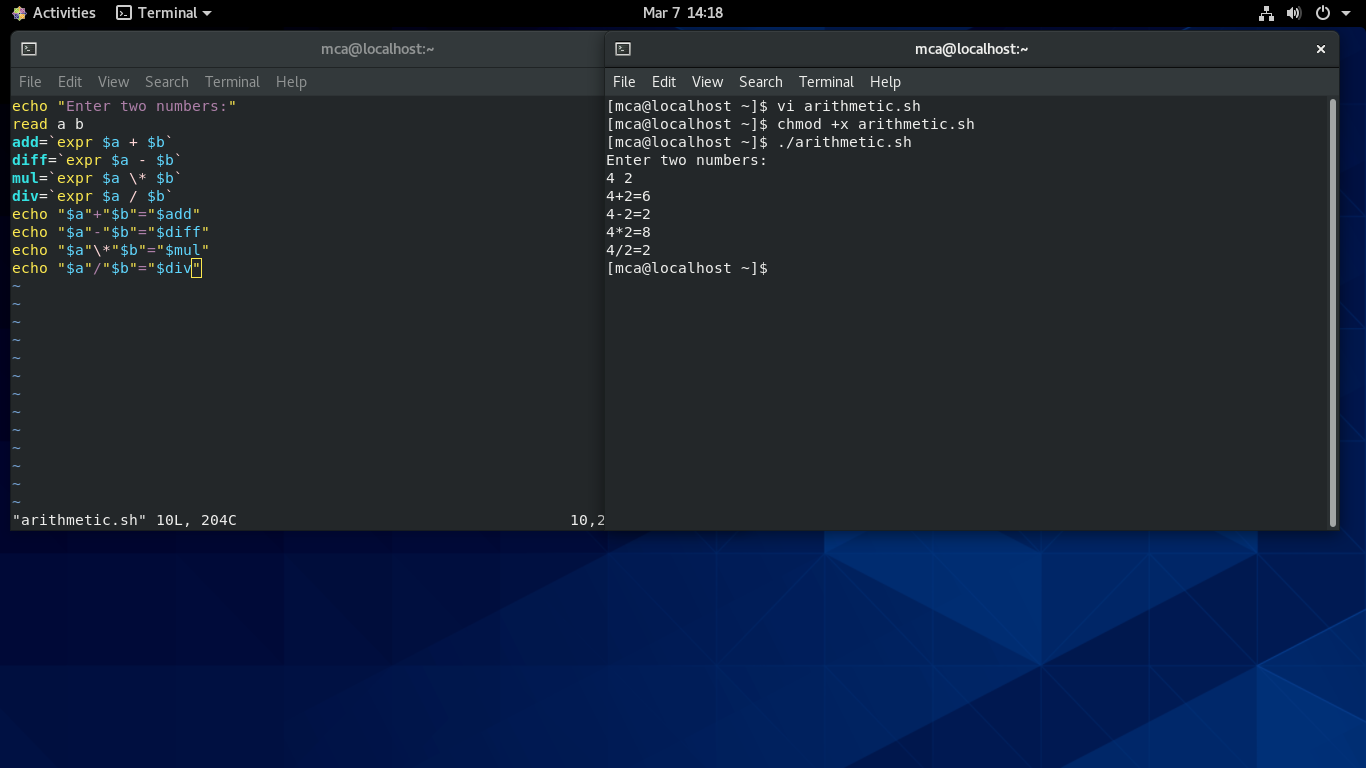 Activities Terminal Mar 7 14:18
mca@localhost:~
File Edit View Search Terminal Help
echo "Enter two numbers:"
read a b
add=`expr $a + $b`
diff=`expr $a - $b`
mul=`expr $a \* $b`
div=`expr $a / $b`
echo "$a"+"$b"="$add"
echo "$a"-"$b"="$diff"
echo "$a"\*"$b"="$mul"
echo "$a"/"$b"="$div"
~
~
~
~
~
~
~
~
~
~
~
~
~
"arithmetic.sh" 10L, 204C 10,2
mca@localhost:~
File Edit View Search Terminal Help
[mca@localhost ~]$ vi arithmetic.sh
[mca@localhost ~]$ chmod +x arithmetic.sh
[mca@localhost ~]$ ./arithmetic.sh
Enter two numbers:
4 2
4+2=6
4-2=2
4*2=8
4/2=2
[mca@localhost ~]$